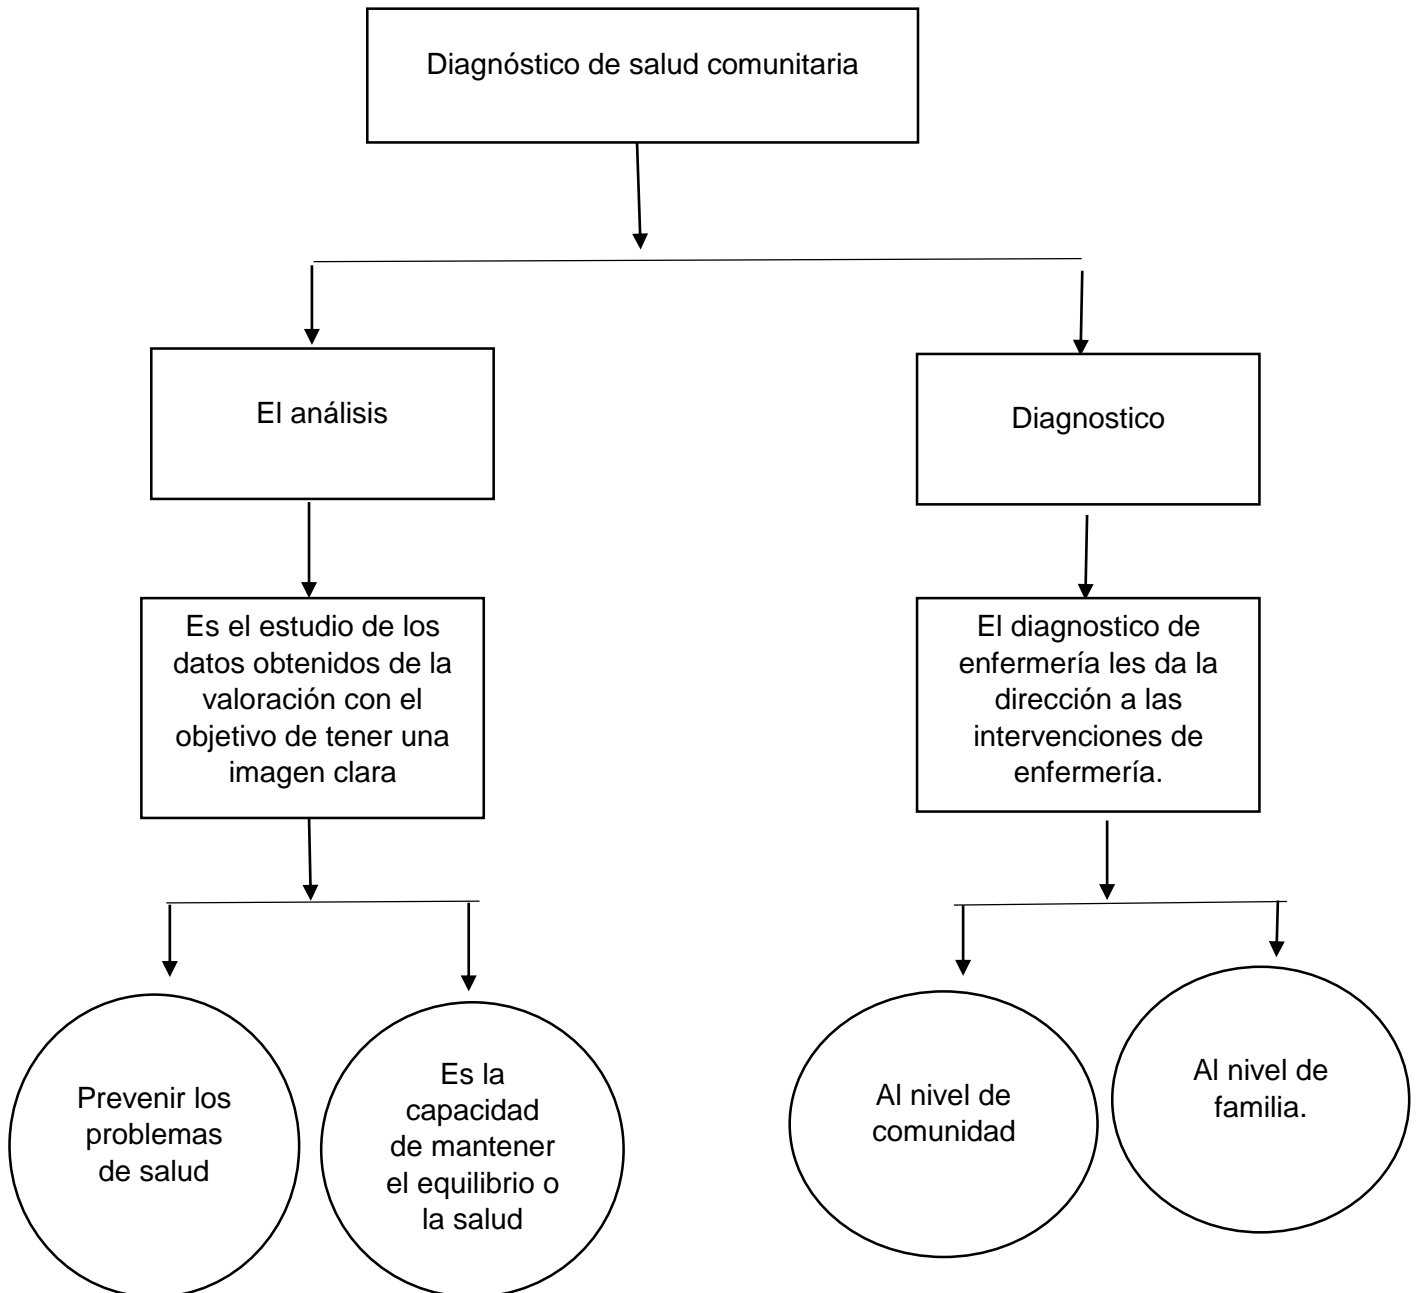 Diagnóstico de salud comunitaria
El análisis
Diagnostico
Es el estudio de los
datos obtenidos de la
valoración con el
objetivo de tener una
imagen clara
El diagnostico de
enfermería les da la
dirección a las
intervenciones de
enfermería.
Prevenir los
problemas
de salud
Es la
capacidad
de mantener
el equilibrio o
la salud
Al nivel de
comunidad
Al nivel de
familia.